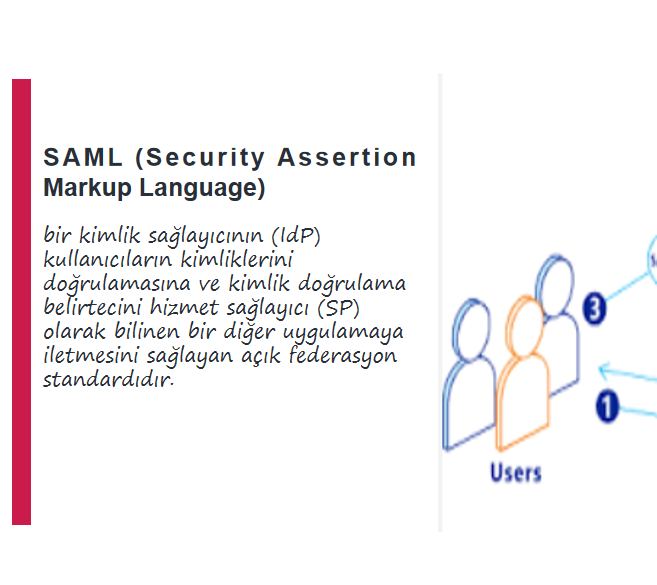 SAML (Security Assertion
Markup Language)
bir kimlik sağlayıcının (IdP)
kullanıcıların kimliklerini
doğrulamasına ve kimlik doğrulama
belirtecini hizmet sağlayıcı (SP)
olarak bilinen bir diğer uygulamaya
iletmesini sağlayan açık federasyon
standardıdır.
3
1
Users